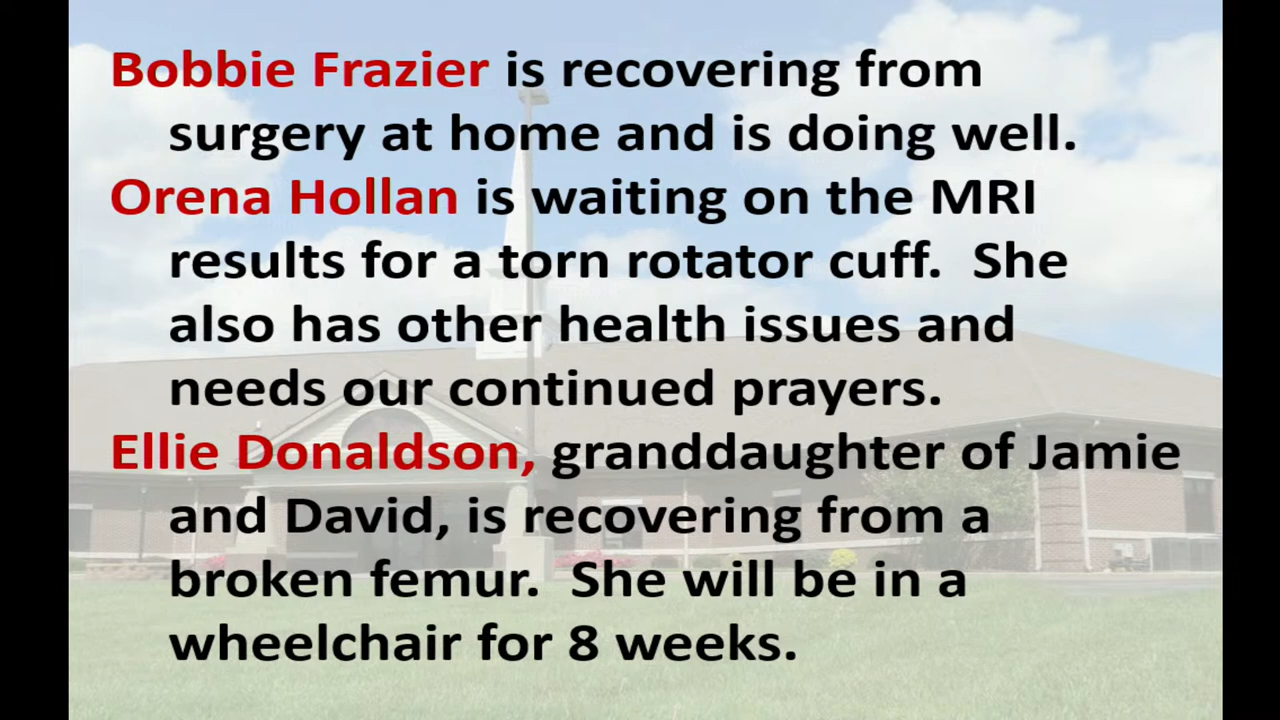 Bobbie Frazier is recovering from
surgery at home and is doing well.
Orena Hollan is waiting on the MRI
results for a torn rotator cuff.  She
also has other health issues and
needs our continued prayers.
Ellie Donaldson, granddaughter of Jamie
and David, is recovering from a
broken femur.  She will be in a
wheelchair for 8 weeks.